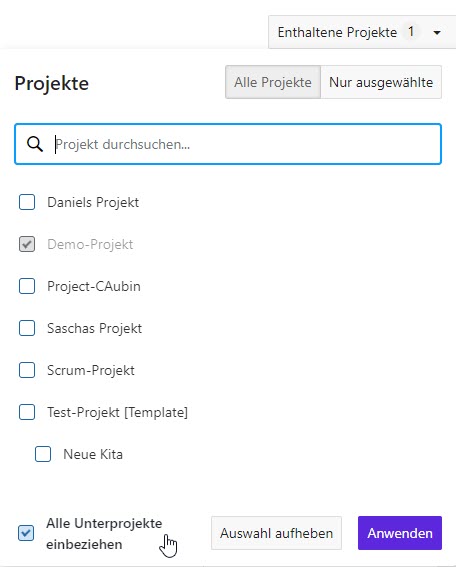 Enthaltene Projekte 1
Projekte
Alle Projekte Nur ausgewählte
Projekt durchsuchen...
Daniels Projekt
Demo-Projekt
Project-CAubin
Saschas Projekt
Scrum-Projekt
Test-Projekt [Template]
Neue Kita
Alle Unterprojekte
einbeziehen
Auswahl aufheben Anwenden